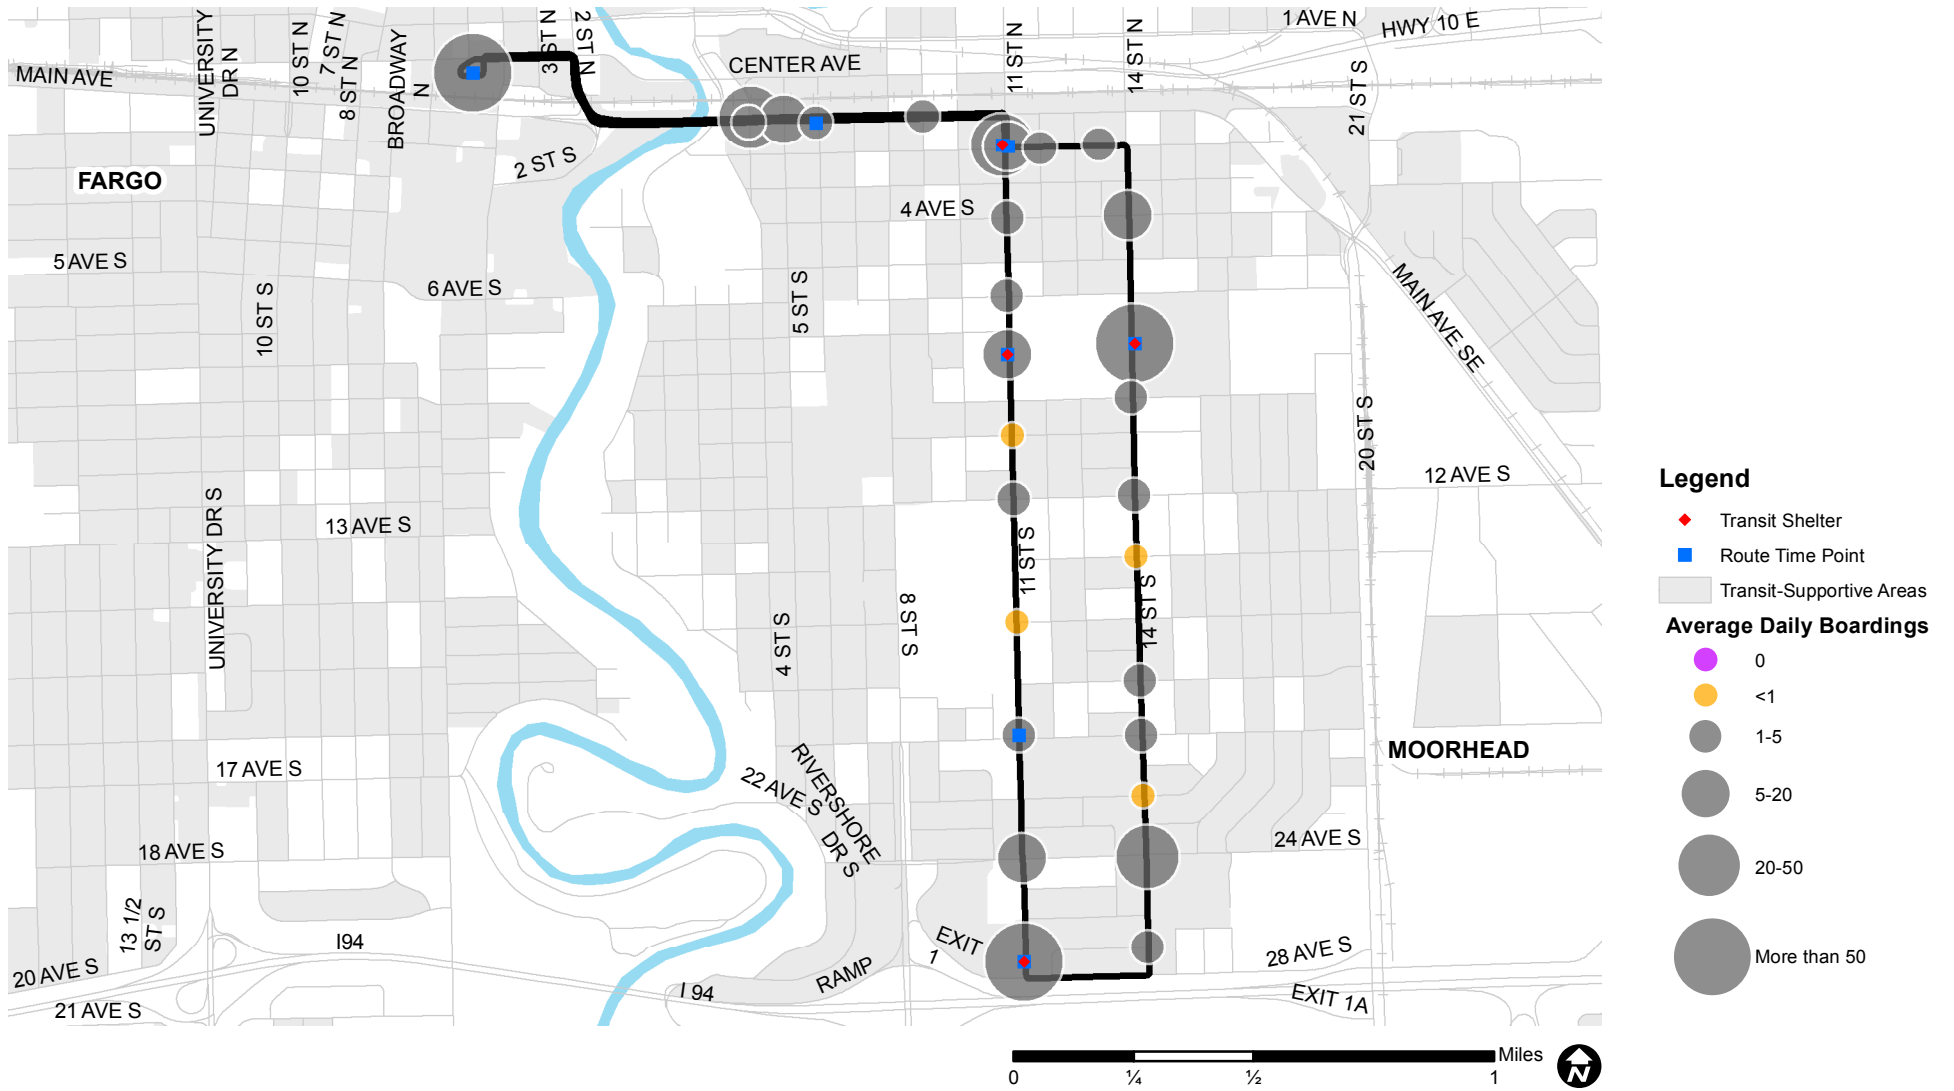 UNIVERSITY
DR N
10 ST N
7 ST N
8 ST N
BROADWAY
N
3 ST N
2 ST N
11 ST N
14 ST N
1 AVE N
HWY 10 E
MAIN AVE
CENTER AVE
21 ST S
2 ST S
FARGO
4 AVE S
5 AVE S
6 AVE S
10 ST S
5 ST S
MAIN AVE SE
20 ST S
12 AVE S
UNIVERSITY DR S
13 AVE S
11 ST S
14 ST S
8 ST S
4 ST S
MOORHEAD
17 AVE S
22 AVE S
RIVERSHORE
DR S
18 AVE S
24 AVE S
13 1/2
ST S
I94
EXIT
1
28 AVE S
20 AVE S
RAMP
I 94
21 AVE S
EXIT 1A
Legend
Transit Shelter
Route Time Point
Transit-Supportive Areas
Average Daily Boardings
0
<1
1-5
5-20
20-50
More than 50
Miles
0 ¼ ½ 1
N